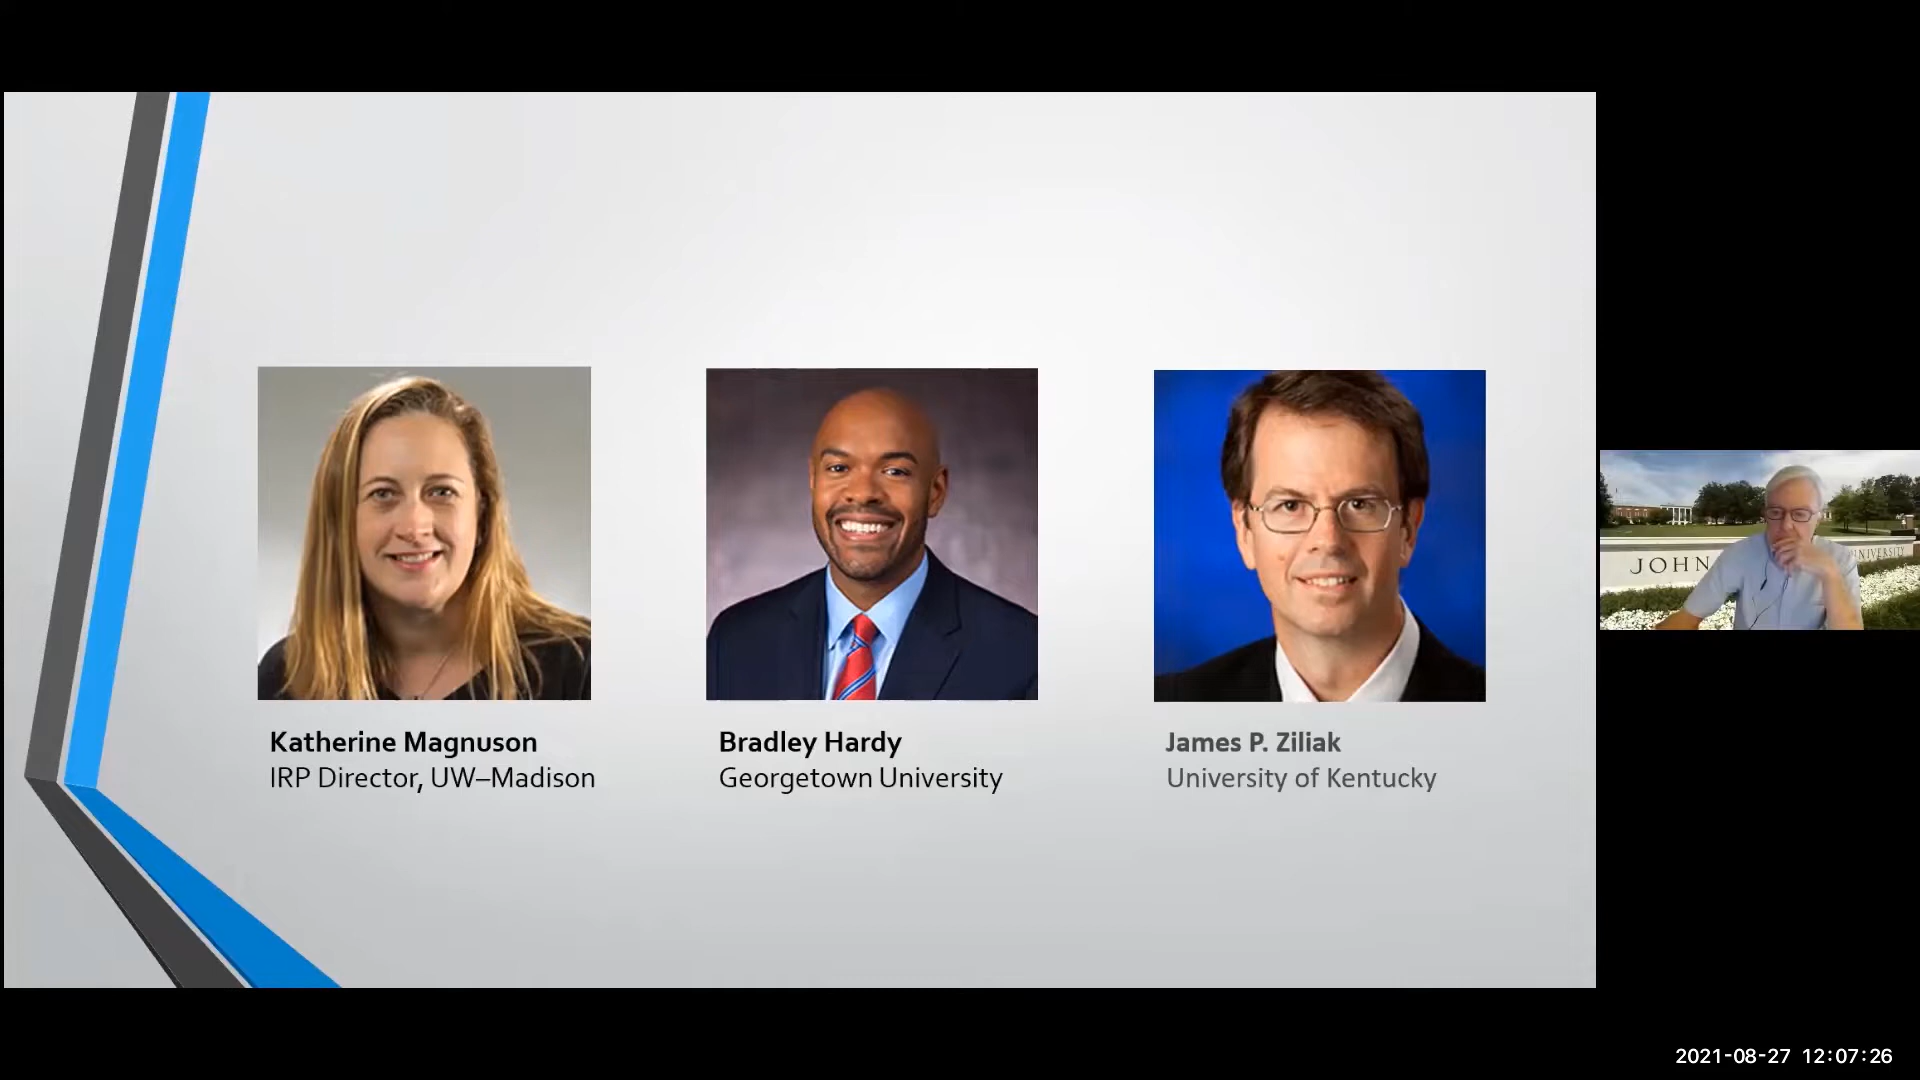 Katherine Magnuson
IRP Director, UW–Madison
Bradley Hardy
Georgetown University
James P. Ziliak
University of Kentucky
JOHN
UNIVERSITY
2021-08-27 12:07:26